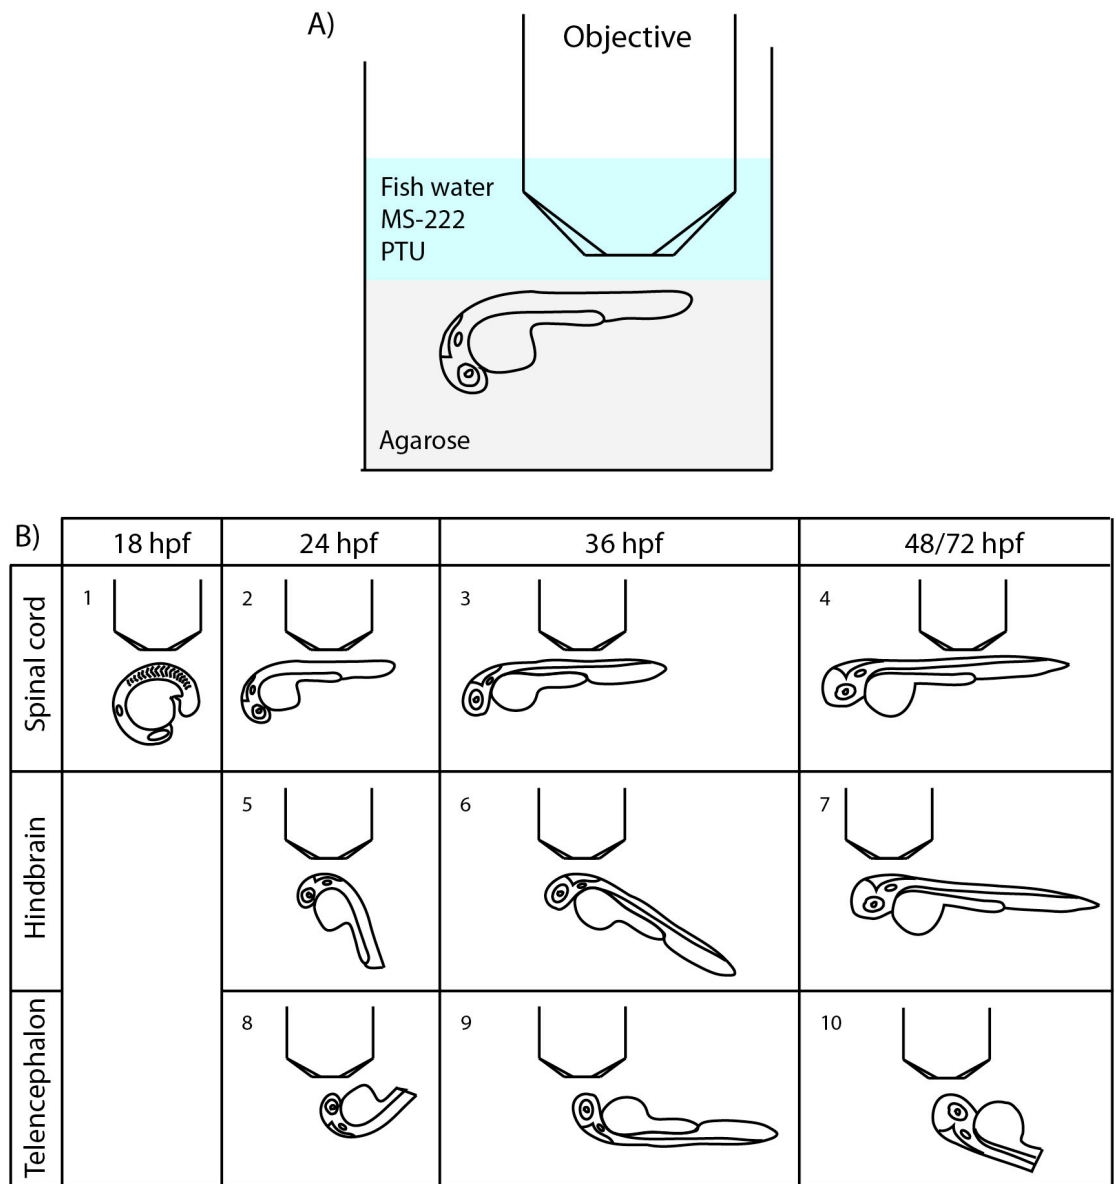 A)
Objective
Fish water
MS-222
PTU
Agarose
B)
18 hpf
24 hpf
36 hpf
48/72 hpf
Spinal cord
1
2
3
4
Hindbrain
5
6
7
Telencephalon
8
9
10